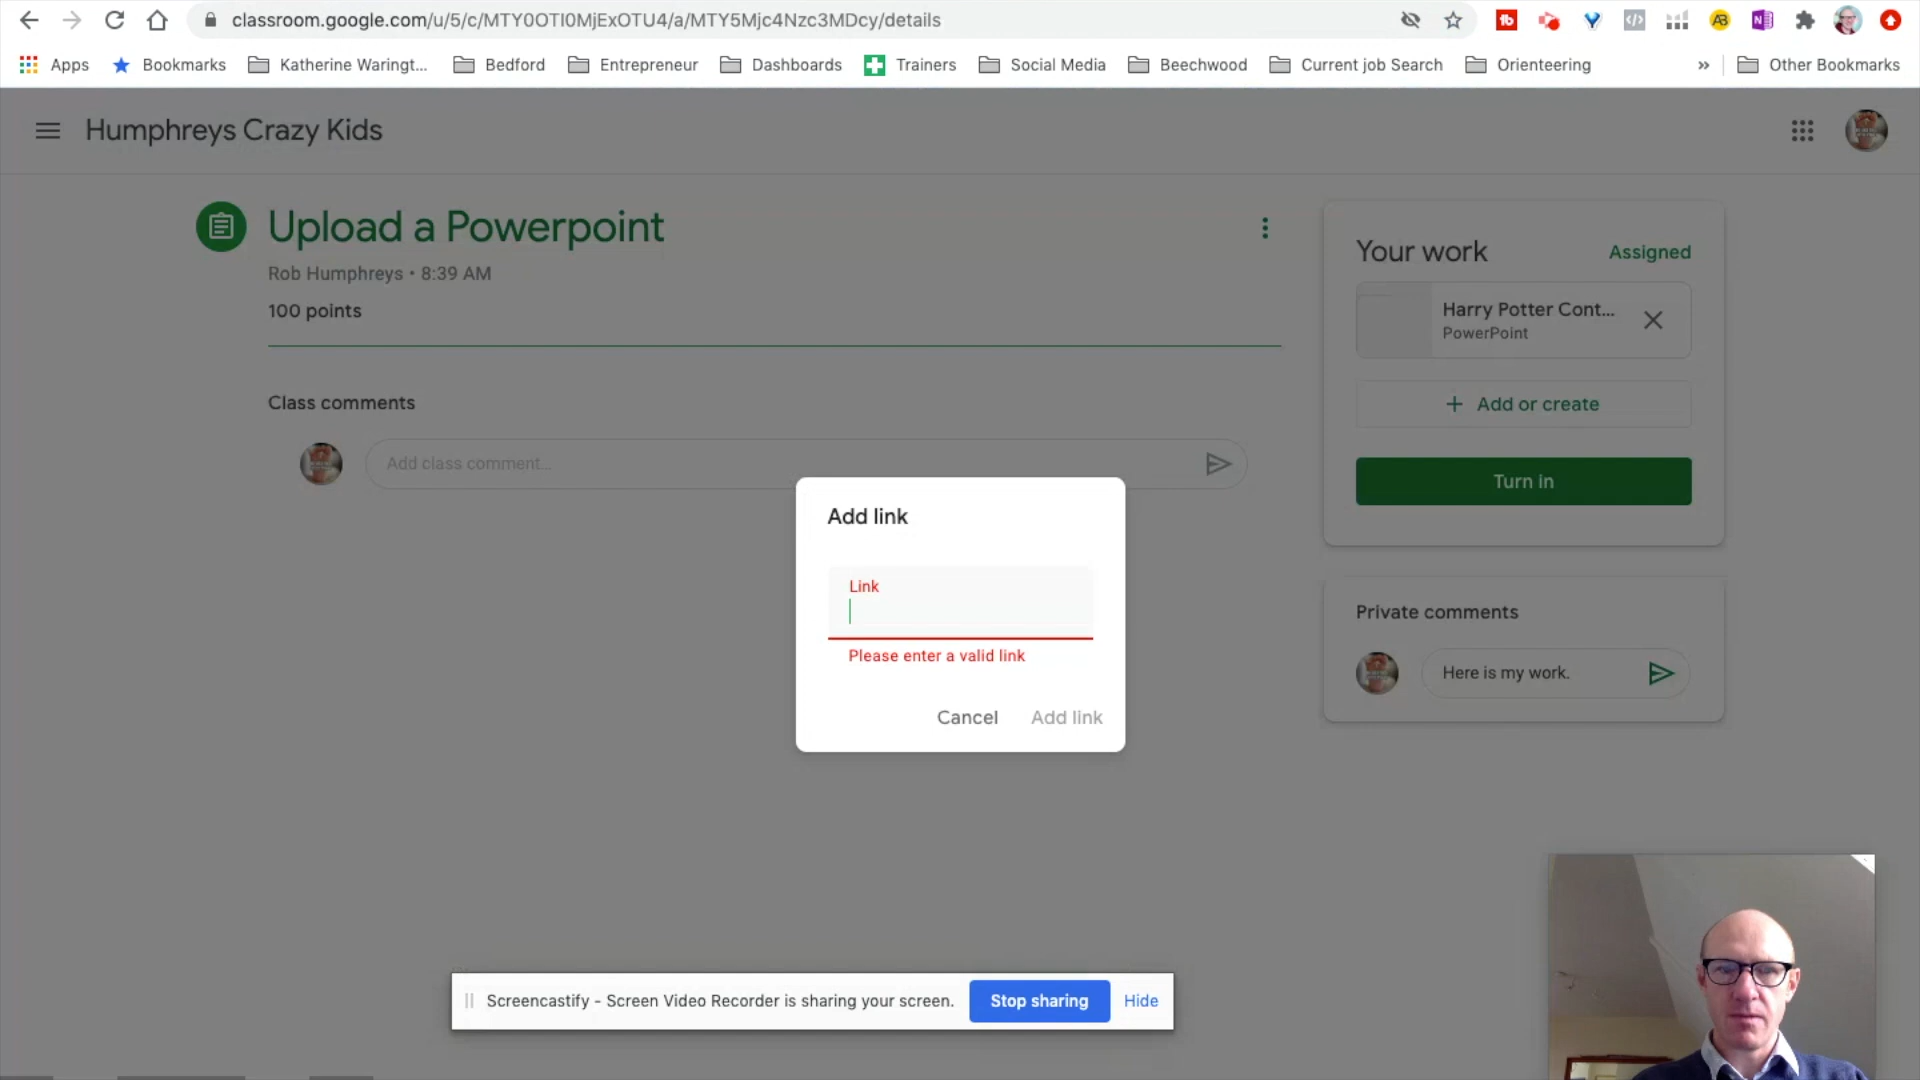 classroom.google.com/u/5/c/MTY0OTI0MjExOTU4/a/MTY5Mjc4Nzc3MDcy/details
Apps Bookmarks Katherine Waringt... Bedford Entrepreneur Dashboards Trainers Social Media Beechwood Current job Search Orienteering » Other Bookmarks
Humphreys Crazy Kids
Upload a Powerpoint
Rob Humphreys • 8:39 AM
100 points
Class comments
Add class comment...
Your work Assigned
Harry Potter Cont...
PowerPoint
+ Add or create
Turn in
Private comments
Here is my work.
Add link
Link
Please enter a valid link
Cancel Add link
Screencastify - Screen Video Recorder is sharing your screen. Stop sharing Hide